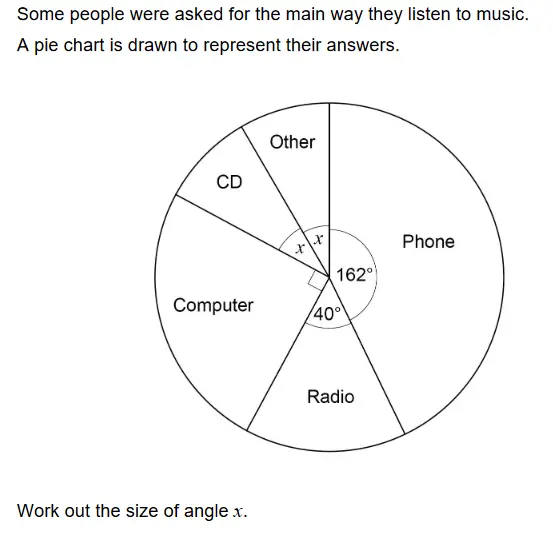 Some people were asked for the main way they listen to music.
A pie chart is drawn to represent their answers.
Other
CD
x
x
Phone
162°
Computer
40°
Radio
Work out the size of angle x.